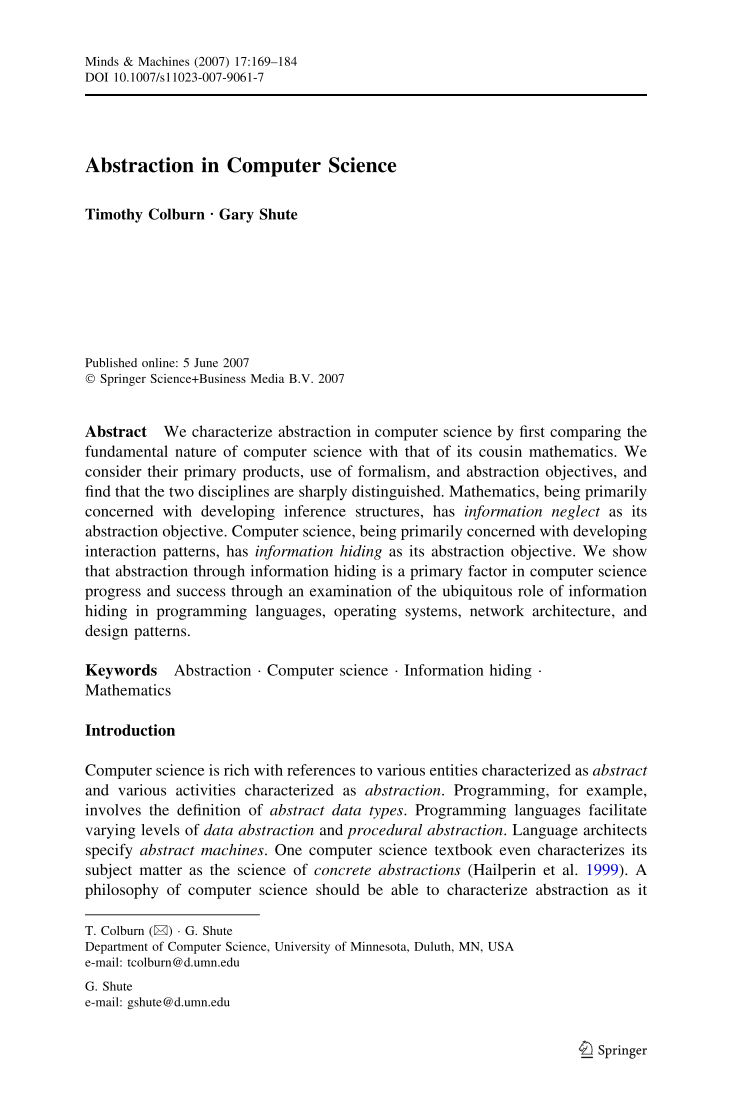 Minds & Machines (2007) 17:169–184
DOI 10.1007/s11023-007-9061-7
Abstraction in Computer Science
Timothy Colburn · Gary Shute
Published online: 5 June 2007
© Springer Science+Business Media B.V. 2007
Abstract We characterize abstraction in computer science by first comparing the
fundamental nature of computer science with that of its cousin mathematics. We
consider their primary products, use of formalism, and abstraction objectives, and
find that the two disciplines are sharply distinguished. Mathematics, being primarily
concerned with developing inference structures, has information neglect as its
abstraction objective. Computer science, being primarily concerned with developing
interaction patterns, has information hiding as its abstraction objective. We show
that abstraction through information hiding is a primary factor in computer science
progress and success through an examination of the ubiquitous role of information
hiding in programming languages, operating systems, network architecture, and
design patterns.
Keywords Abstraction · Computer science · Information hiding ·
Mathematics
Introduction
Computer science is rich with references to various entities characterized as abstract
and various activities characterized as abstraction. Programming, for example,
involves the definition of abstract data types. Programming languages facilitate
varying levels of data abstraction and procedural abstraction. Language architects
specify abstract machines. One computer science textbook even characterizes its
subject matter as the science of concrete abstractions (Hailperin et al. 1999). A
philosophy of computer science should be able to characterize abstraction as it
T. Colburn (✉) · G. Shute
Department of Computer Science, University of Minnesota, Duluth, MN, USA
e-mail: tcolburn@d.umn.edu
G. Shute
e-mail: gshute@d.umn.edu
Springer